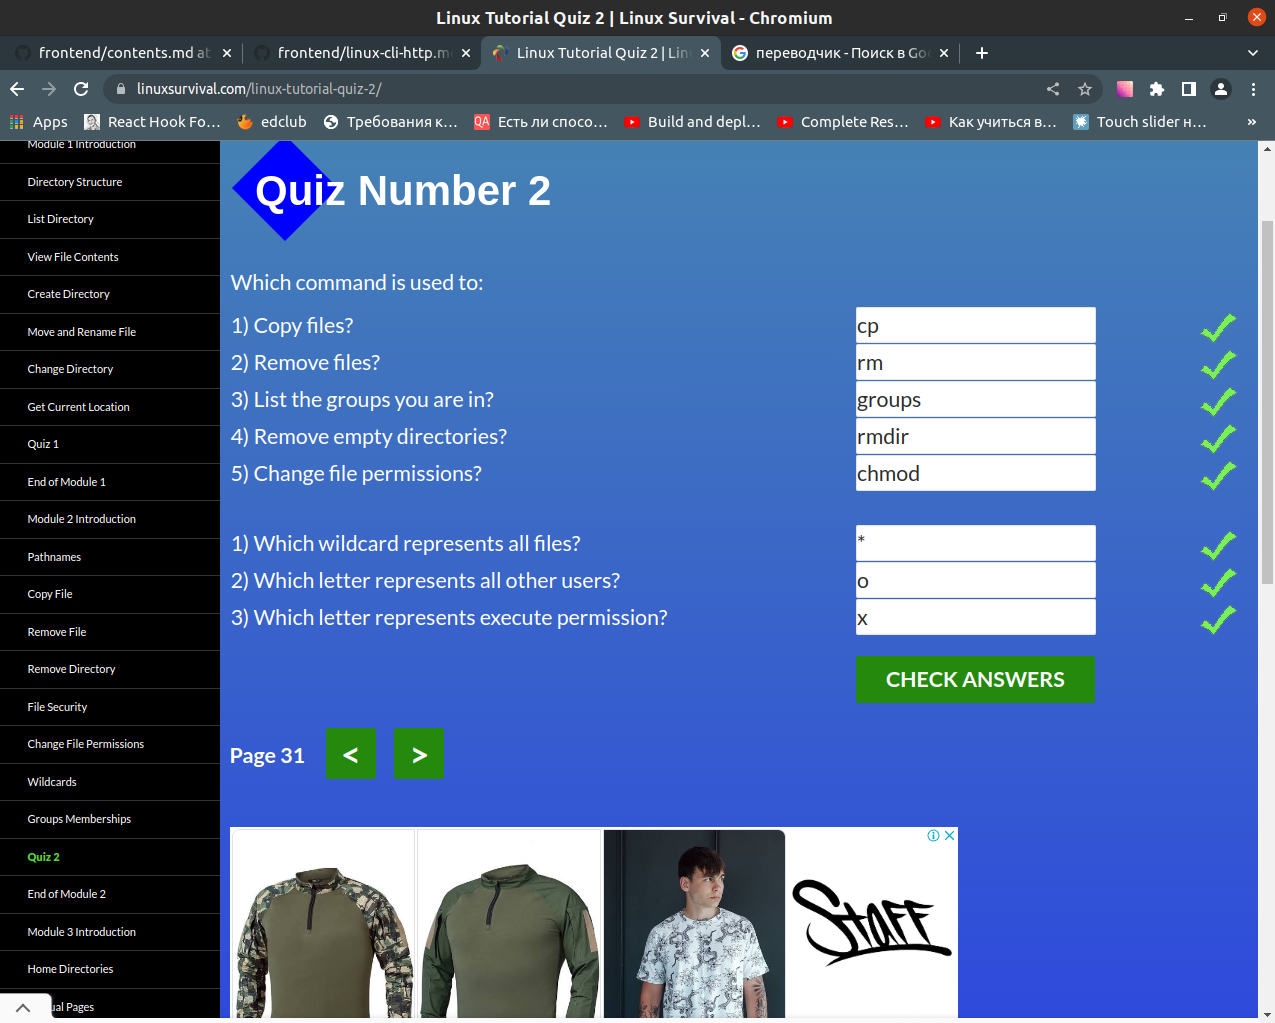 Linux Tutorial Quiz 2 | Linux Survival - Chromium
frontend/contents.md at
frontend/linux-cli-http.m
Linux Tutorial Quiz 2 | Lin
переводчик - Поиск в Goo
linuxsurvival.com/linux-tutorial-quiz-2/
Apps
React Hook Fo...
edclub
Требования к...
QA
Есть ли спосо...
Build and depl...
Complete Res...
Как учиться в...
Touch slider н...
»
Module 1 Introduction
Directory Structure
List Directory
View File Contents
Create Directory
Move and Rename File
Change Directory
Get Current Location
Quiz 1
End of Module 1
Module 2 Introduction
Pathnames
Copy File
Remove File
Remove Directory
File Security
Change File Permissions
Wildcards
Groups Memberships
Quiz 2
End of Module 2
Module 3 Introduction
Home Directories
ual Pages
Quiz Number 2
Which command is used to:
1) Copy files? cp
2) Remove files? rm
3) List the groups you are in? groups
4) Remove empty directories? rmdir
5) Change file permissions? chmod
1) Which wildcard represents all files? *
2) Which letter represents all other users? o
3) Which letter represents execute permission? x
CHECK ANSWERS
Page 31 < >
STAFF